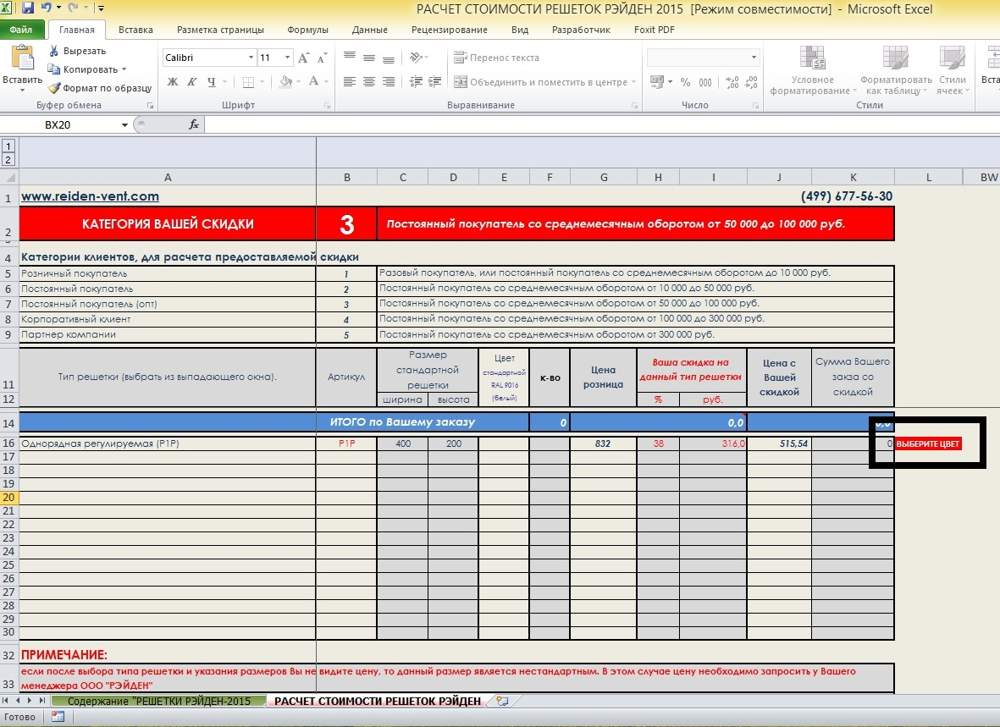 РАСЧЕТ СТОИМОСТИ РЕШЕТОК РЭЙДЕН 2015 [Режим совместимости] - Microsoft Excel
Файл Главная Вставка Разметка страницы Формулы Данные Рецензирование Вид Разработчик Foxit PDF
Вставить
Вырезать
Копировать
Формат по образцу
Буфер обмена
Calibri 11
Ж К Ч
Шрифт
Перенос текста
Объединить и поместить в центре
Выравнивание
% 000
Число
Условное форматирование
Форматировать как таблицу
Стили ячеек
Стили
BX20 fx
1
2
A B C D E F G H I J K L BW
1 www.reiden-vent.com (499) 677-56-30
2 КАТЕГОРИЯ ВАШЕЙ СКИДКИ 3 Постоянный покупатель со среднемесячным оборотом от 50 000 до 100 000 руб.
4 Категории клиентов, для расчета предоставляемой скидки
5 Розничный покупатель 1 Разовый покупатель, или постоянный покупатель со среднемесячным оборотом до 10 000 руб.
6 Постоянный покупатель 2 Постоянный покупатель со среднемесячным оборотом от 10 000 до 50 000 руб.
7 Постоянный покупатель (опт) 3 Постоянный покупатель со среднемесячным оборотом от 50 000 до 100 000 руб.
8 Корпоративный клиент 4 Постоянный покупатель со среднемесячным оборотом от 100 000 до 300 000 руб.
9 Партнер компании 5 Постоянный покупатель со среднемесячным оборотом от 300 000 руб.
11 Тип решетки (выбрать из выпадающего окна). Артикул Размер стандартной решетки Цвет стандартной RAL 9016 (белый) к-во Цена розница Ваша скидка на данный тип решетки Цена с Вашей скидкой Сумма Вашего закза со скидкой
12 ширина высота % руб.
14 ИТОГО по Вашему заказу 0 0,0 0,0
16 Однорядная регулируемая (Р1Р) Р1Р 400 200 832 38 316,0 515,54 0 ВЫБЕРИТЕ ЦВЕТ
17
18
19
20
21
22
23
24
25
26
27
28
29
30
32 ПРИМЕЧАНИЕ:
33 если после выбора типа решетки и указания размеров Вы не видите цену, то данный размер является нестандартным. В этом случае цену необходимо запросить у Вашего
менеджера ООО "РЭЙДЕН"
Содержание "РЕШЕТКИ РЭЙДЕН-2015 РАСЧЕТ СТОИМОСТИ РЕШЕТОК РЭЙДЕН
Готово